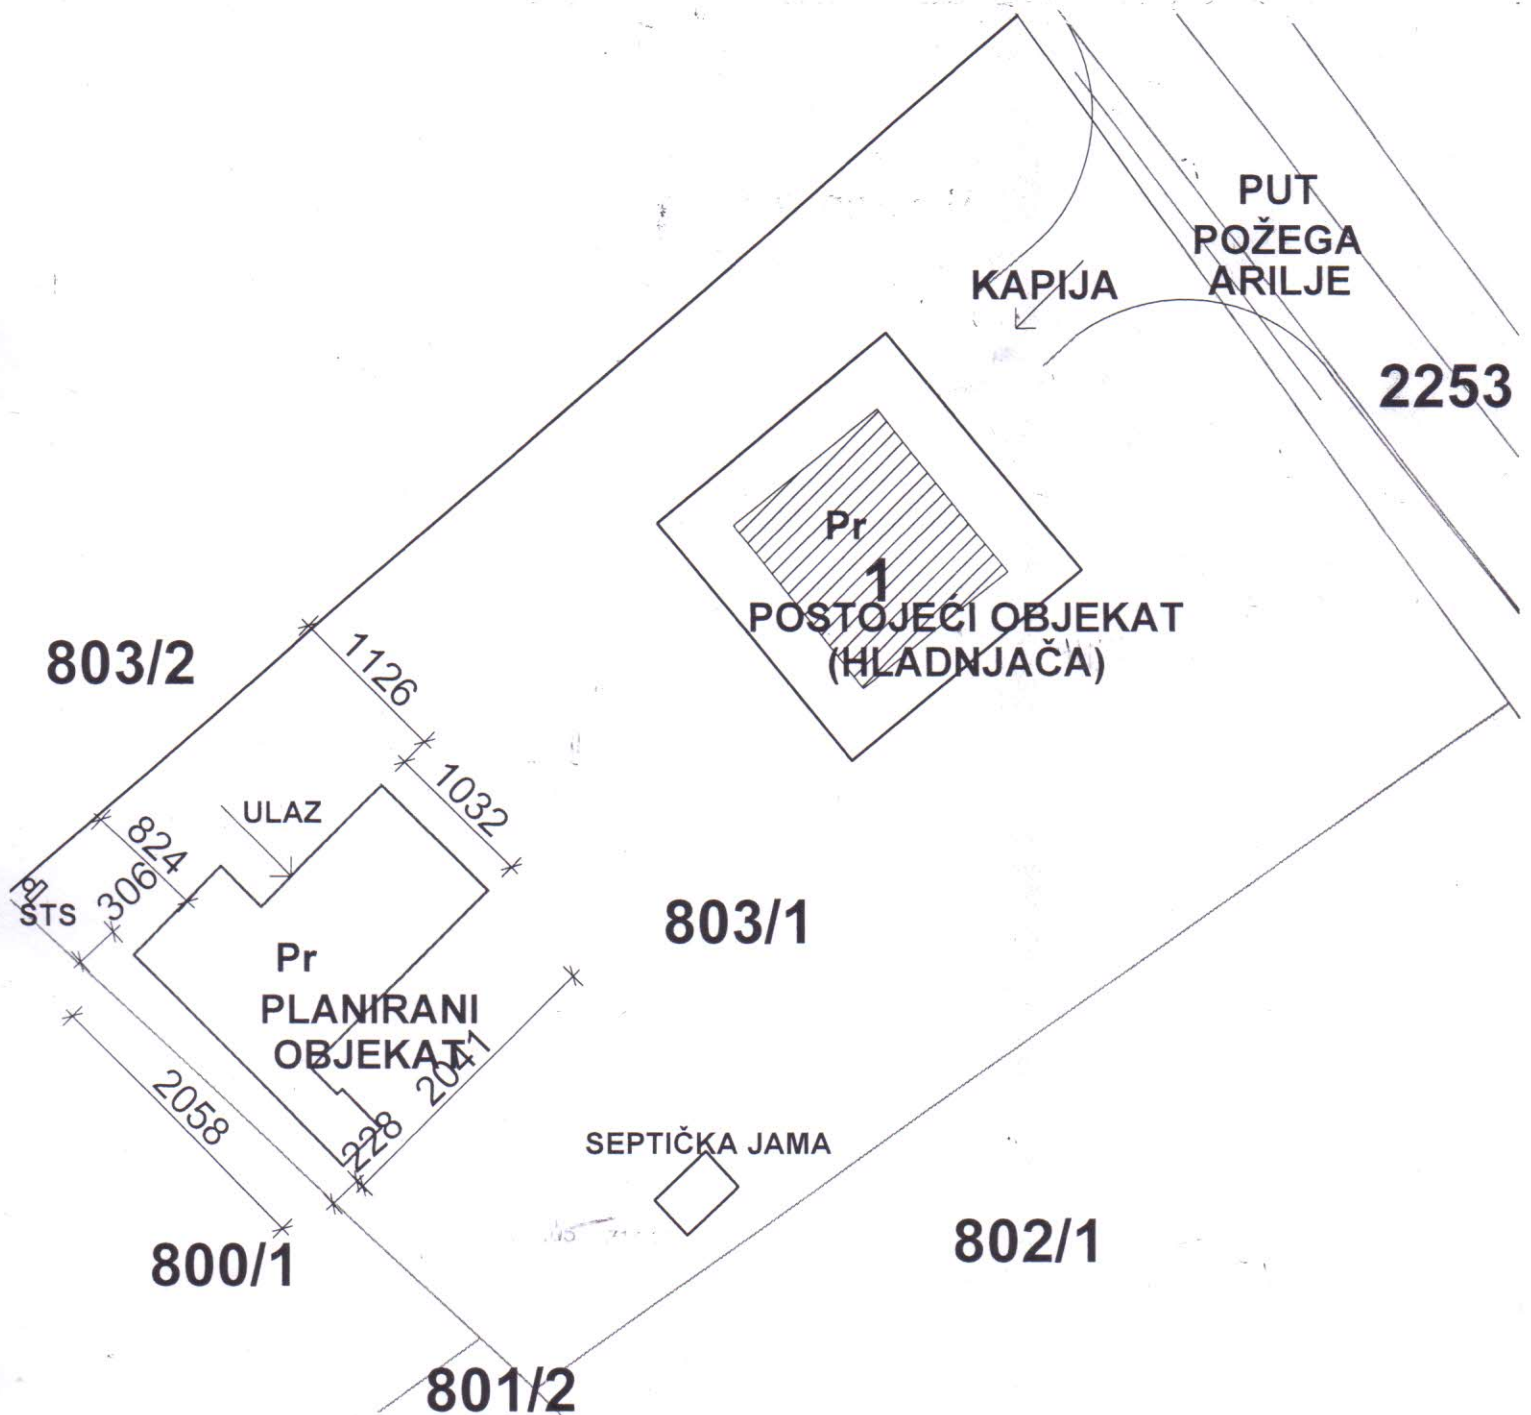 PUT
POŽEGA
ARILJE
KAPIJA
2253
Pr
1
POSTOJEĆI OBJEKAT
(HLADNJAČA)
803/2
1126
1032
ULAZ
824
306
STS
803/1
Pr
PLANIRANI
OBJEKAT
2041
2058
228
SEPTIČKA JAMA
800/1
802/1
801/2